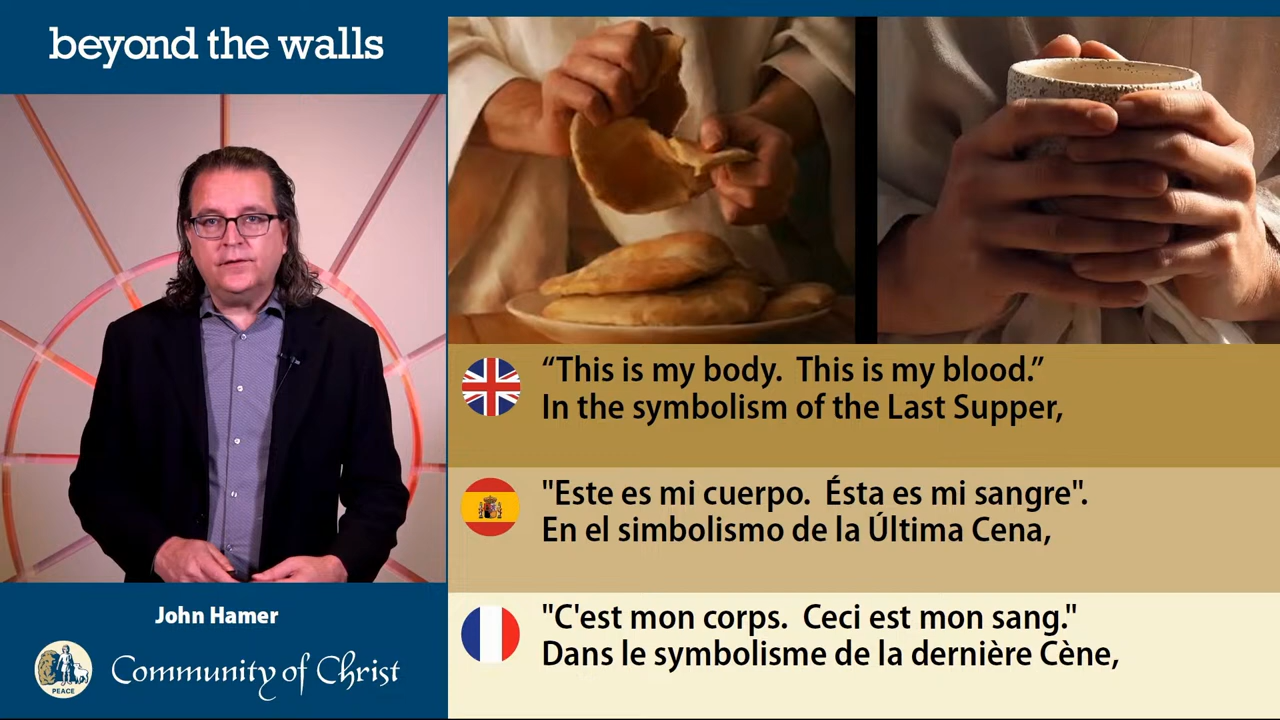 beyond the walls
“This is my body.  This is my blood.”
In the symbolism of the Last Supper,
"Este es mi cuerpo.  Ésta es mi sangre".
En el simbolismo de la Última Cena,
"C'est mon corps.  Ceci est mon sang."
Dans le symbolisme de la dernière Cène,
John Hamer
PEACE
Community of Christ